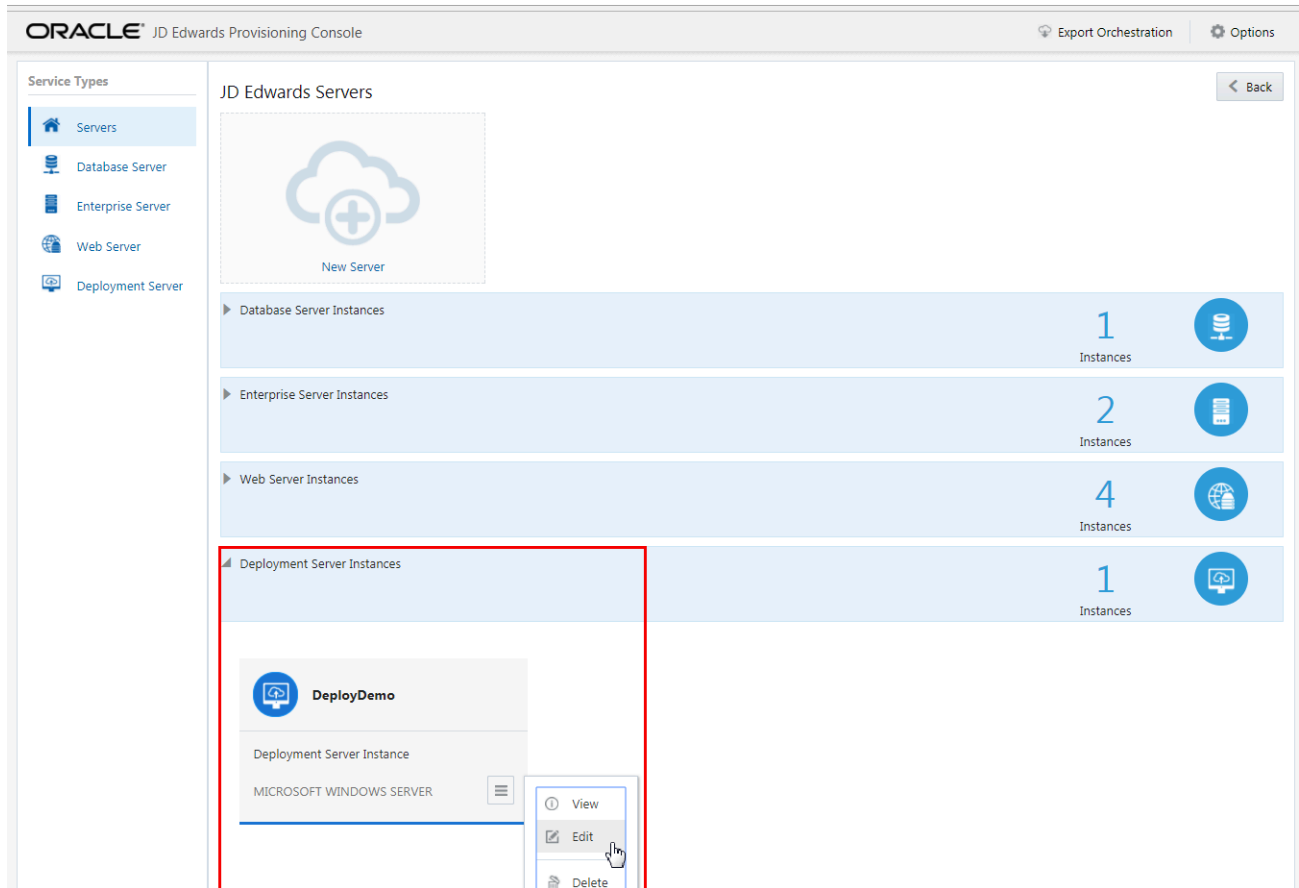 ORACLE® JD Edwards Provisioning Console
Export Orchestration
Options
Service Types
Servers
Database Server
Enterprise Server
Web Server
Deployment Server
JD Edwards Servers
Back
New Server
Database Server Instances
1
Instances
Enterprise Server Instances
2
Instances
Web Server Instances
4
Instances
Deployment Server Instances
1
Instances
DeployDemo
Deployment Server Instance
MICROSOFT WINDOWS SERVER
View
Edit
Delete